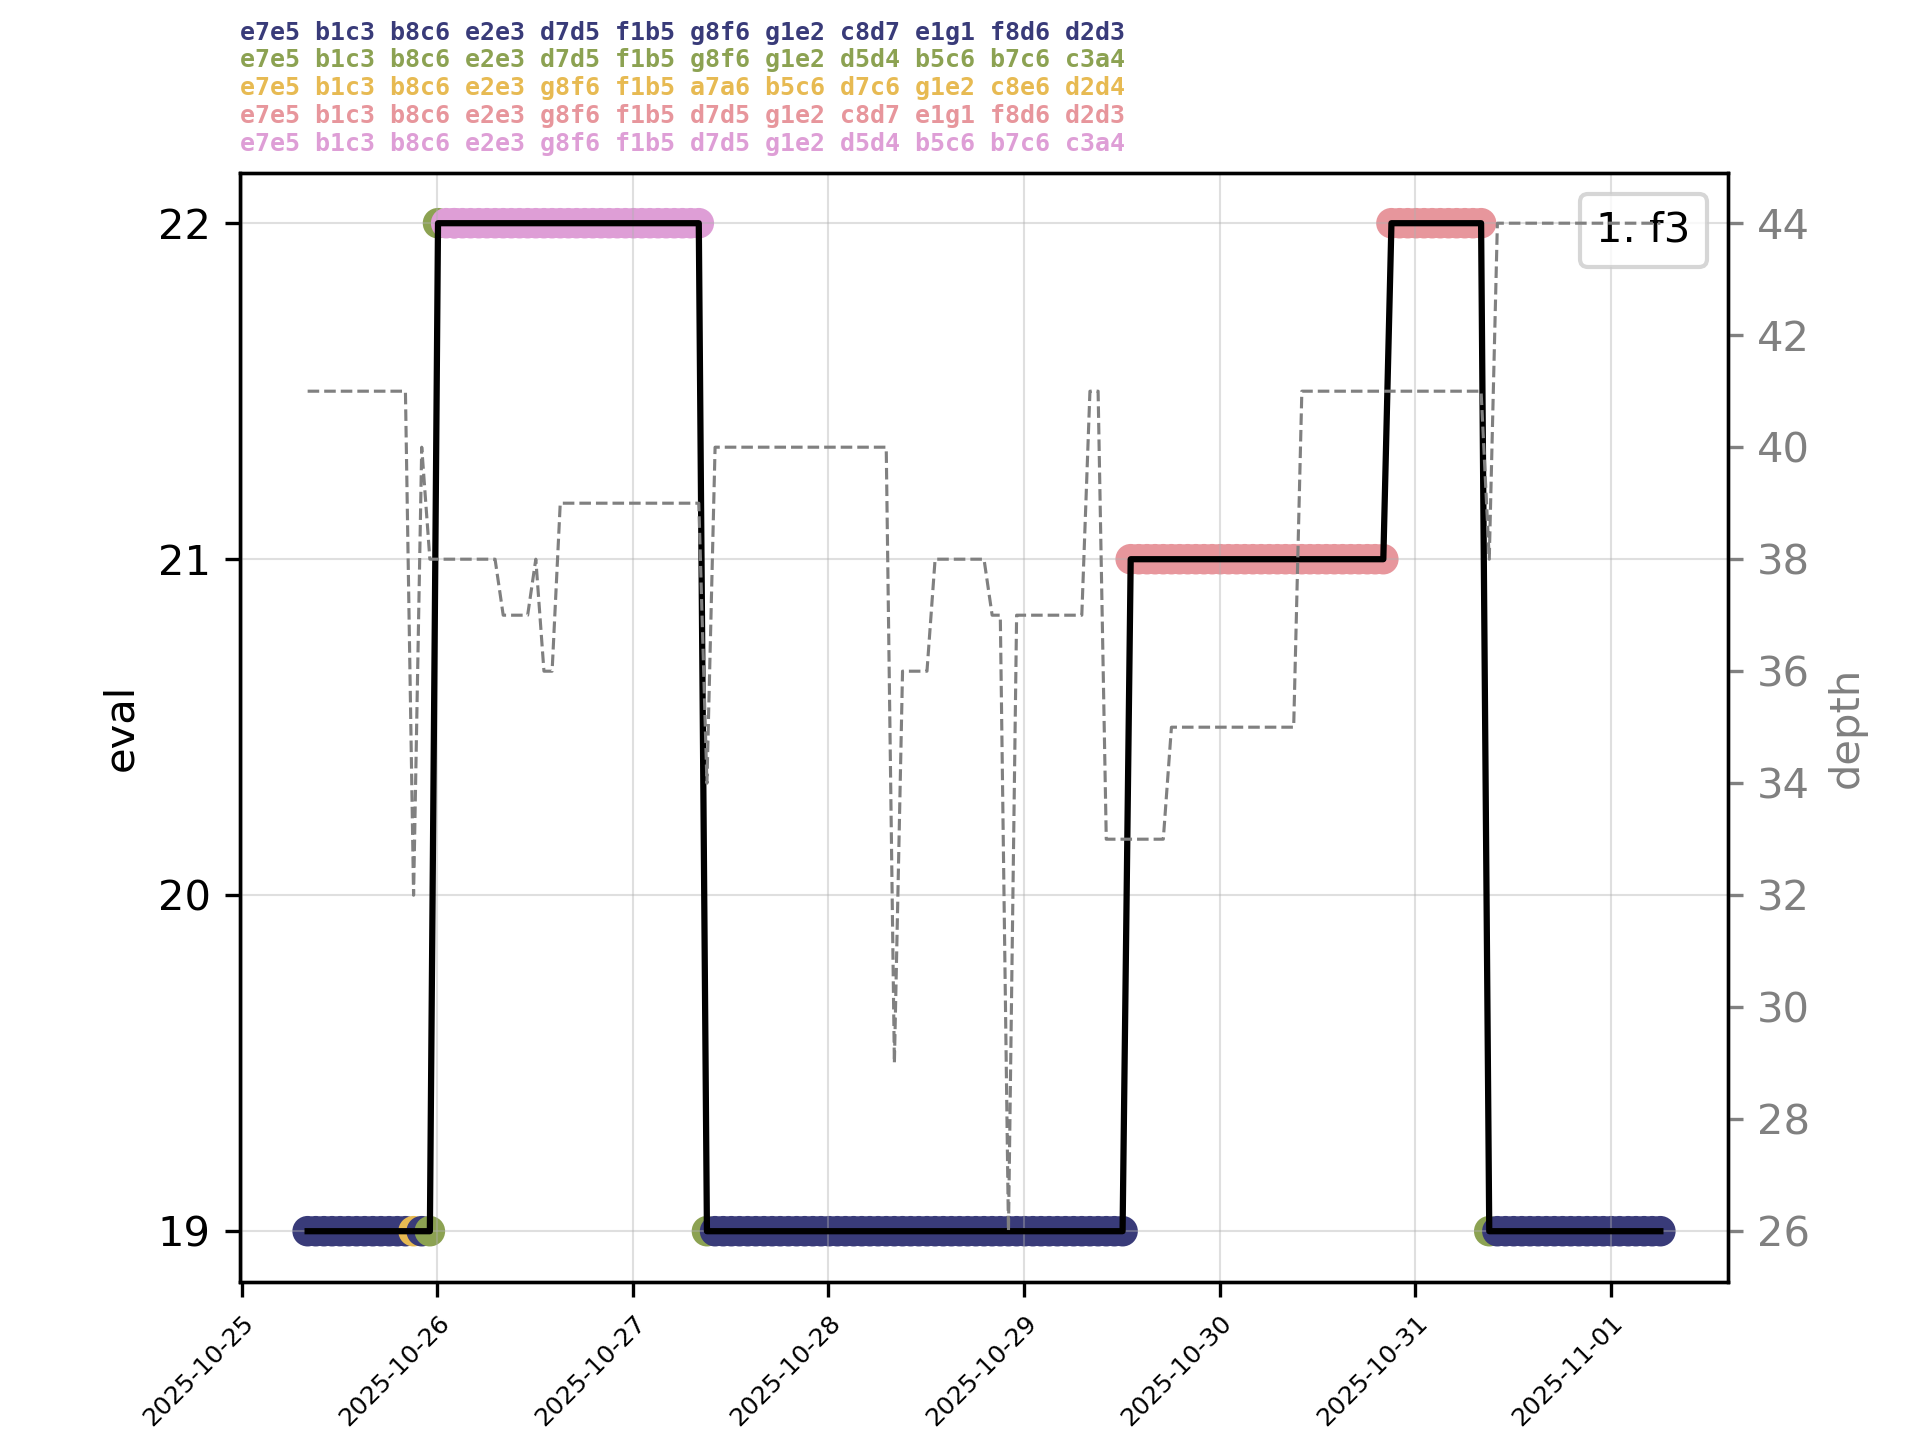 e7e5 b1c3 b8c6 e2e3 d7d5 f1b5 g8f6 g1e2 c8d7 e1g1 f8d6 d2d3
e7e5 b1c3 b8c6 e2e3 d7d5 f1b5 g8f6 g1e2 d5d4 b5c6 b7c6 c3a4
e7e5 b1c3 b8c6 e2e3 g8f6 f1b5 a7a6 b5c6 d7c6 g1e2 c8e6 d2d4
e7e5 b1c3 b8c6 e2e3 g8f6 f1b5 d7d5 g1e2 c8d7 e1g1 f8d6 d2d3
e7e5 b1c3 b8c6 e2e3 g8f6 f1b5 d7d5 g1e2 d5d4 b5c6 b7c6 c3a4
1. f3
22
21
20
19
eval
44
42
40
38
36
34
32
30
28
26
depth
2025-10-25
2025-10-26
2025-10-27
2025-10-28
2025-10-29
2025-10-30
2025-10-31
2025-11-01